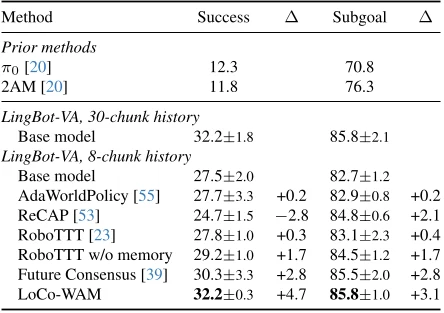 Method Success Δ Subgoal Δ
Prior methods
π0 [20] 12.3 70.8
2AM [20] 11.8 76.3
LingBot-VA, 30-chunk history
Base model 32.2±1.8 85.8±2.1
LingBot-VA, 8-chunk history
Base model 27.5±2.0 82.7±1.2
AdaWorldPolicy [55] 27.7±3.3 +0.2 82.9±0.8 +0.2
ReCAP [53] 24.7±1.5 −2.8 84.8±0.6 +2.1
RoboTTT [23] 27.8±1.0 +0.3 83.1±2.3 +0.4
RoboTTT w/o memory 29.2±1.0 +1.7 84.5±1.2 +1.7
Future Consensus [39] 30.3±3.3 +2.8 85.5±2.0 +2.8
LoCo-WAM 32.2±0.3 +4.7 85.8±1.0 +3.1